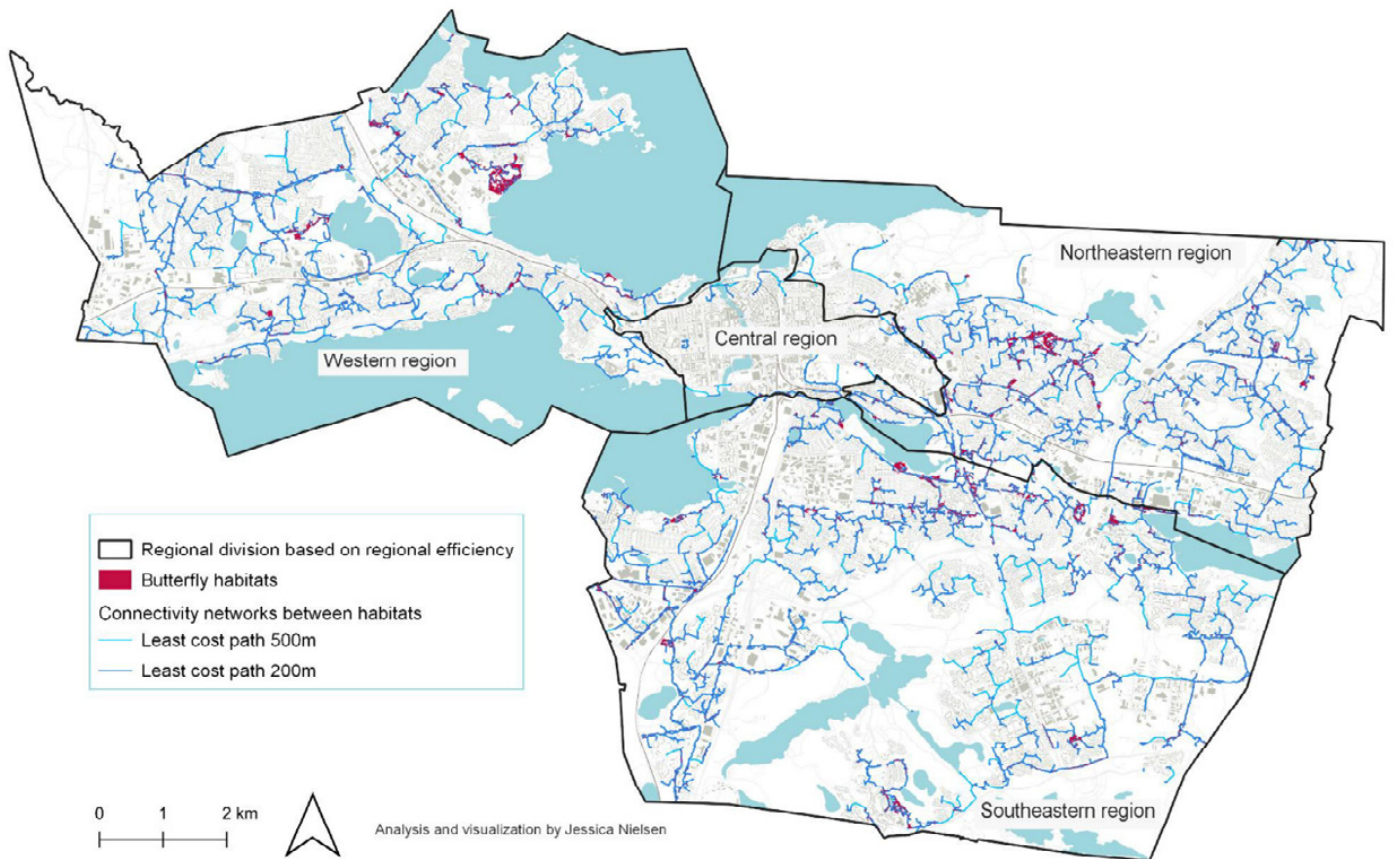 Northeastern region
Central region
Western region
Regional division based on regional efficiency
Butterfly habitats
Connectivity networks between habitats
Least cost path 500m
Least cost path 200m
Southeastern region
0 1 2 km
Analysis and visualization by Jessica Nielsen